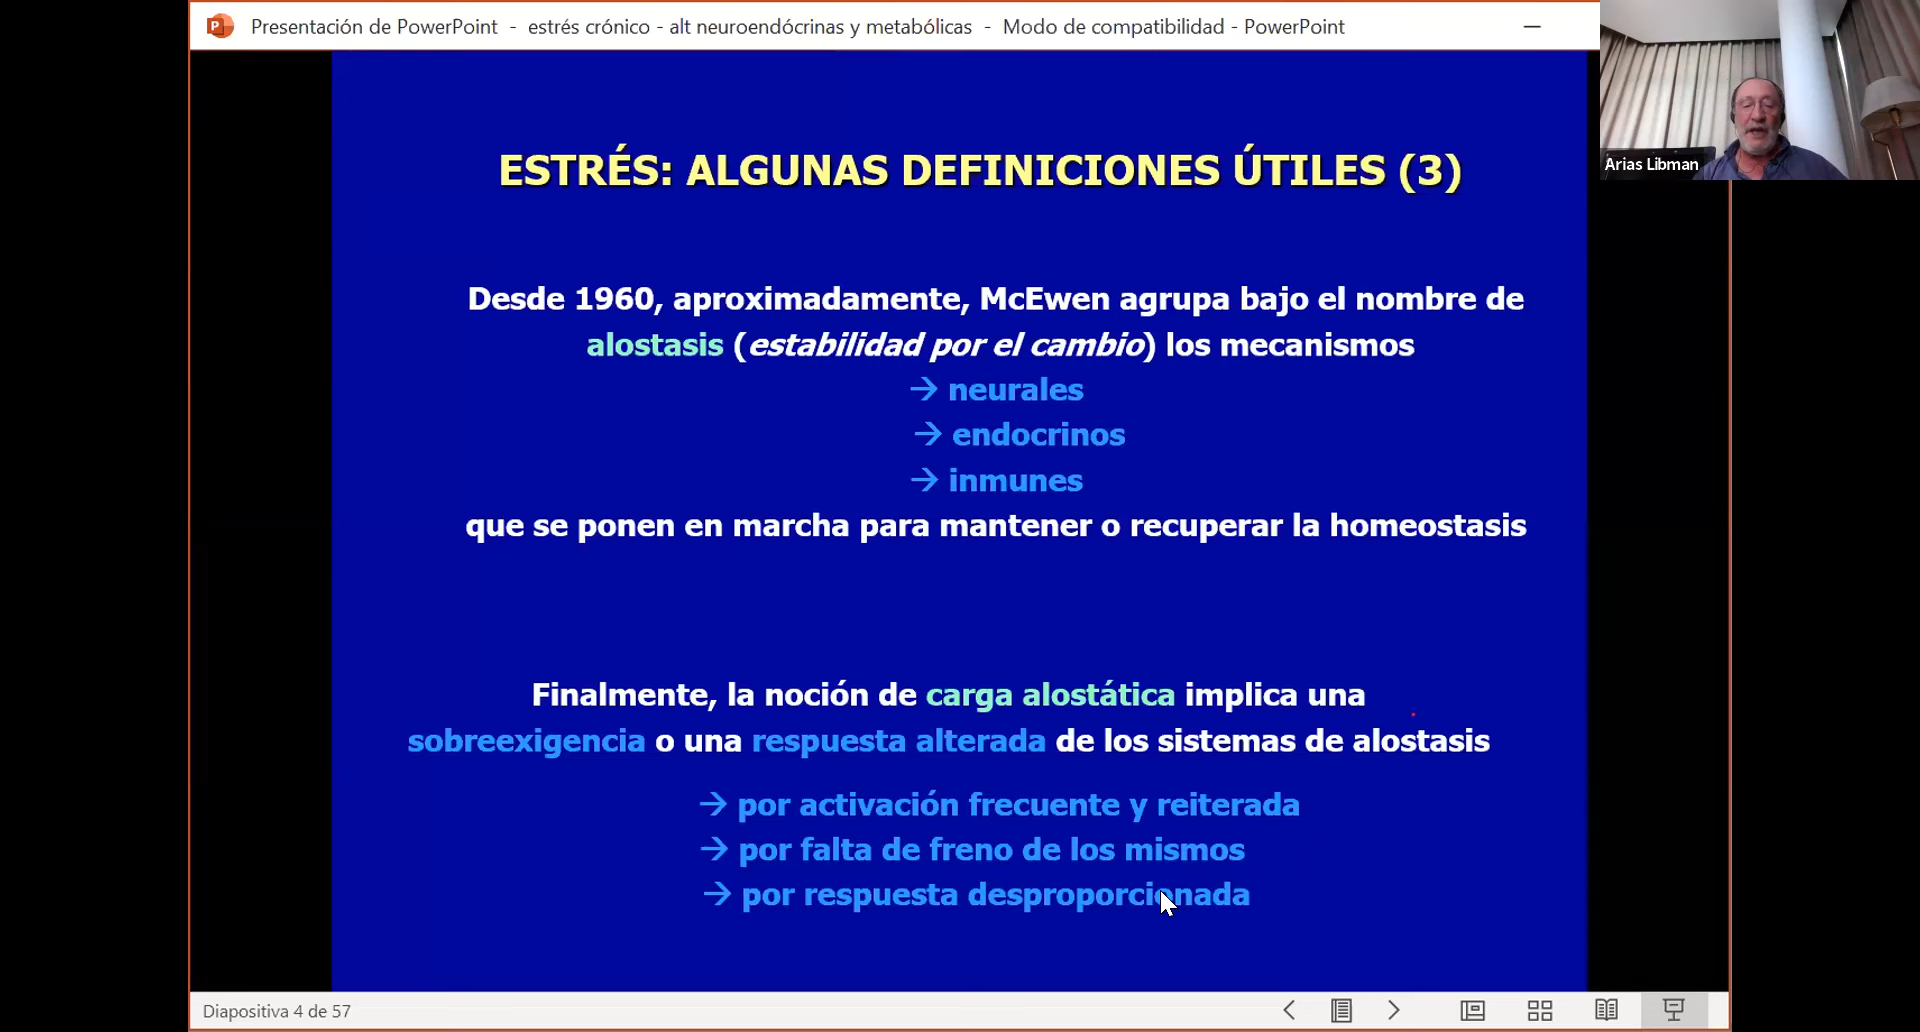 Presentación de PowerPoint - estrés crónico - alt neuroendócrinas y metabólicas - Modo de compatibilidad - PowerPoint
Arias Libman
ESTRÉS: ALGUNAS DEFINICIONES ÚTILES (3)
Desde 1960, aproximadamente, McEwen agrupa bajo el nombre de
alostasis (estabilidad por el cambio) los mecanismos
→ neurales
→ endocrinos
→ inmunes
que se ponen en marcha para mantener o recuperar la homeostasis
Finalmente, la noción de carga alostática implica una
sobreexigencia o una respuesta alterada de los sistemas de alostasis
→ por activación frecuente y reiterada
→ por falta de freno de los mismos
→ por respuesta desproporcionada
Diapositiva 4 de 57